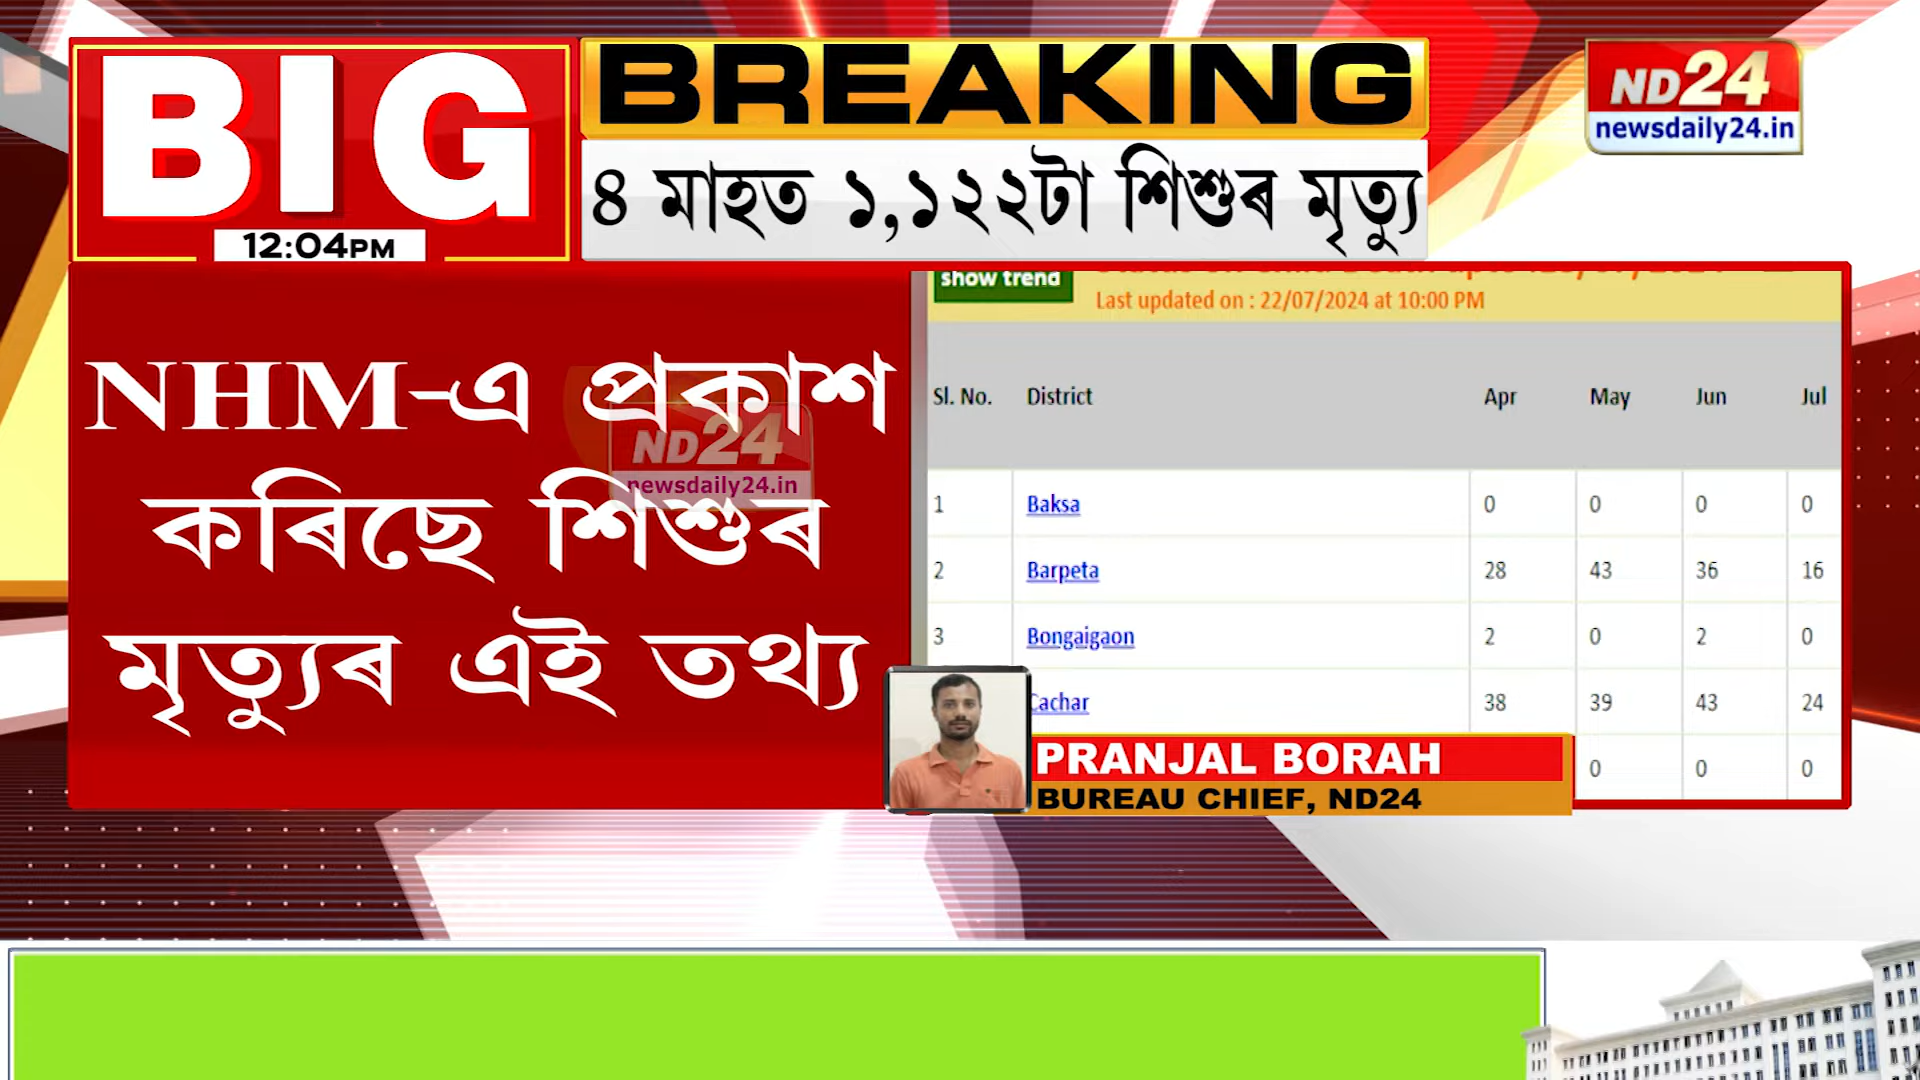 BIG
12:04PM
BREAKING
৪ মাহত ১,১২২টা শিশুৰ মৃত্যু
ND24
newsdaily24.in
NHM-এ প্ৰকাশ
কৰিছে শিশুৰ
মৃত্যুৰ এই তথ্য
ND24
newsdaily24.in
show trend
Last updated on : 22/07/2024 at 10:00 PM
Sl. No. District Apr May Jun Jul
1 Baksa 0 0 0 0
2 Barpeta 28 43 36 16
3 Bongaigaon 2 0 2 0
Cachar 38 39 43 24
0 0 0
PRANJAL BORAH
BUREAU CHIEF, ND24